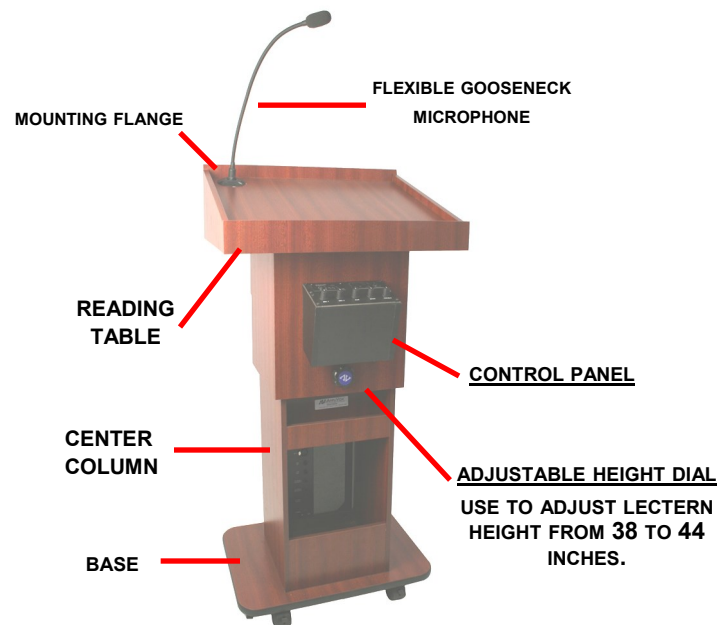 FLEXIBLE GOOSENECK
MICROPHONE
MOUNTING FLANGE
READING
TABLE
CONTROL PANEL
CENTER
COLUMN
ADJUSTABLE HEIGHT DIAL
USE TO ADJUST LECTERN
HEIGHT FROM 38 TO 44
INCHES.
BASE